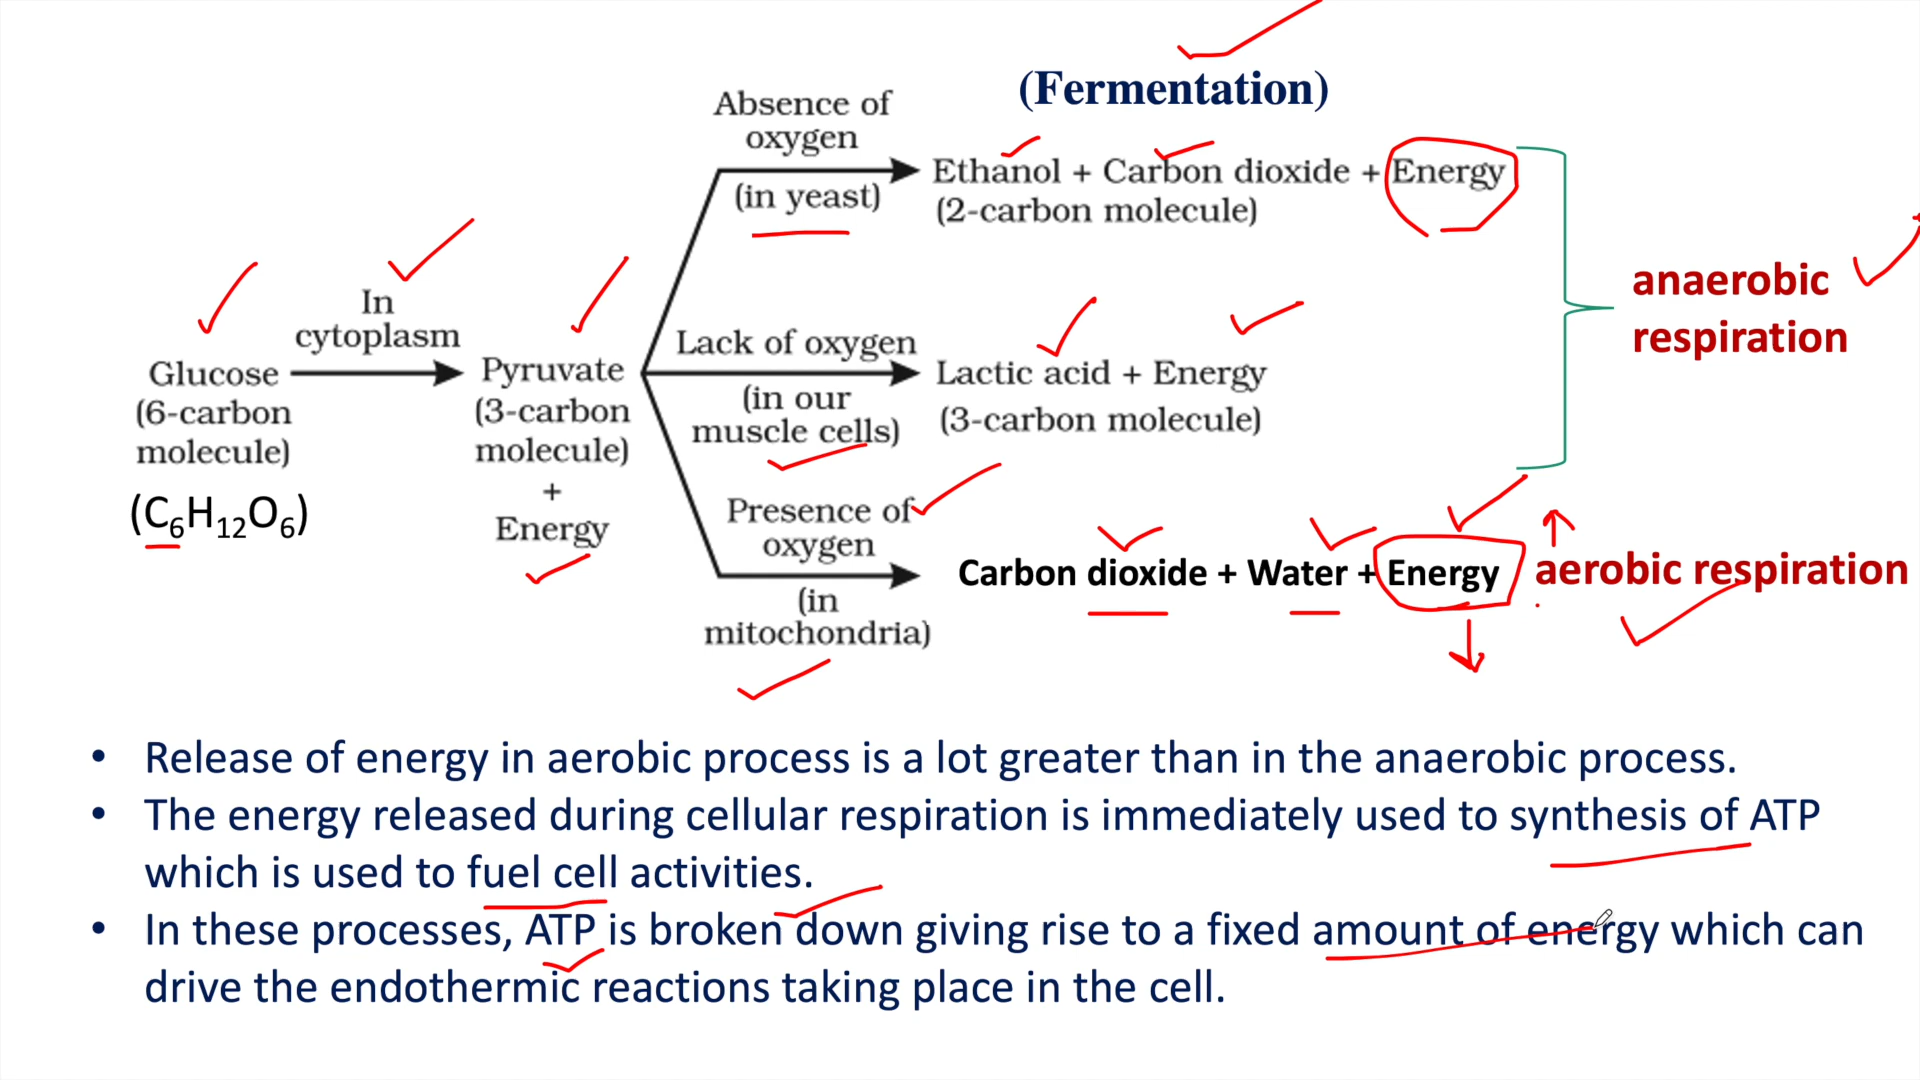 (Fermentation)
Absence of
oxygen
(in yeast)
Ethanol + Carbon dioxide + Energy
(2-carbon molecule)
In
cytoplasm
Glucose
(6-carbon
molecule)
(C₆H₁₂O₆)
Pyruvate
(3-carbon
molecule)
+
Energy
Lack of oxygen
(in our
muscle cells)
Lactic acid + Energy
(3-carbon molecule)
anaerobic
respiration
Presence of
oxygen
(in
mitochondria)
Carbon dioxide + Water + Energy
aerobic respiration
• Release of energy in aerobic process is a lot greater than in the anaerobic process.
• The energy released during cellular respiration is immediately used to synthesis of ATP
which is used to fuel cell activities.
• In these processes, ATP is broken down giving rise to a fixed amount of energy which can
drive the endothermic reactions taking place in the cell.